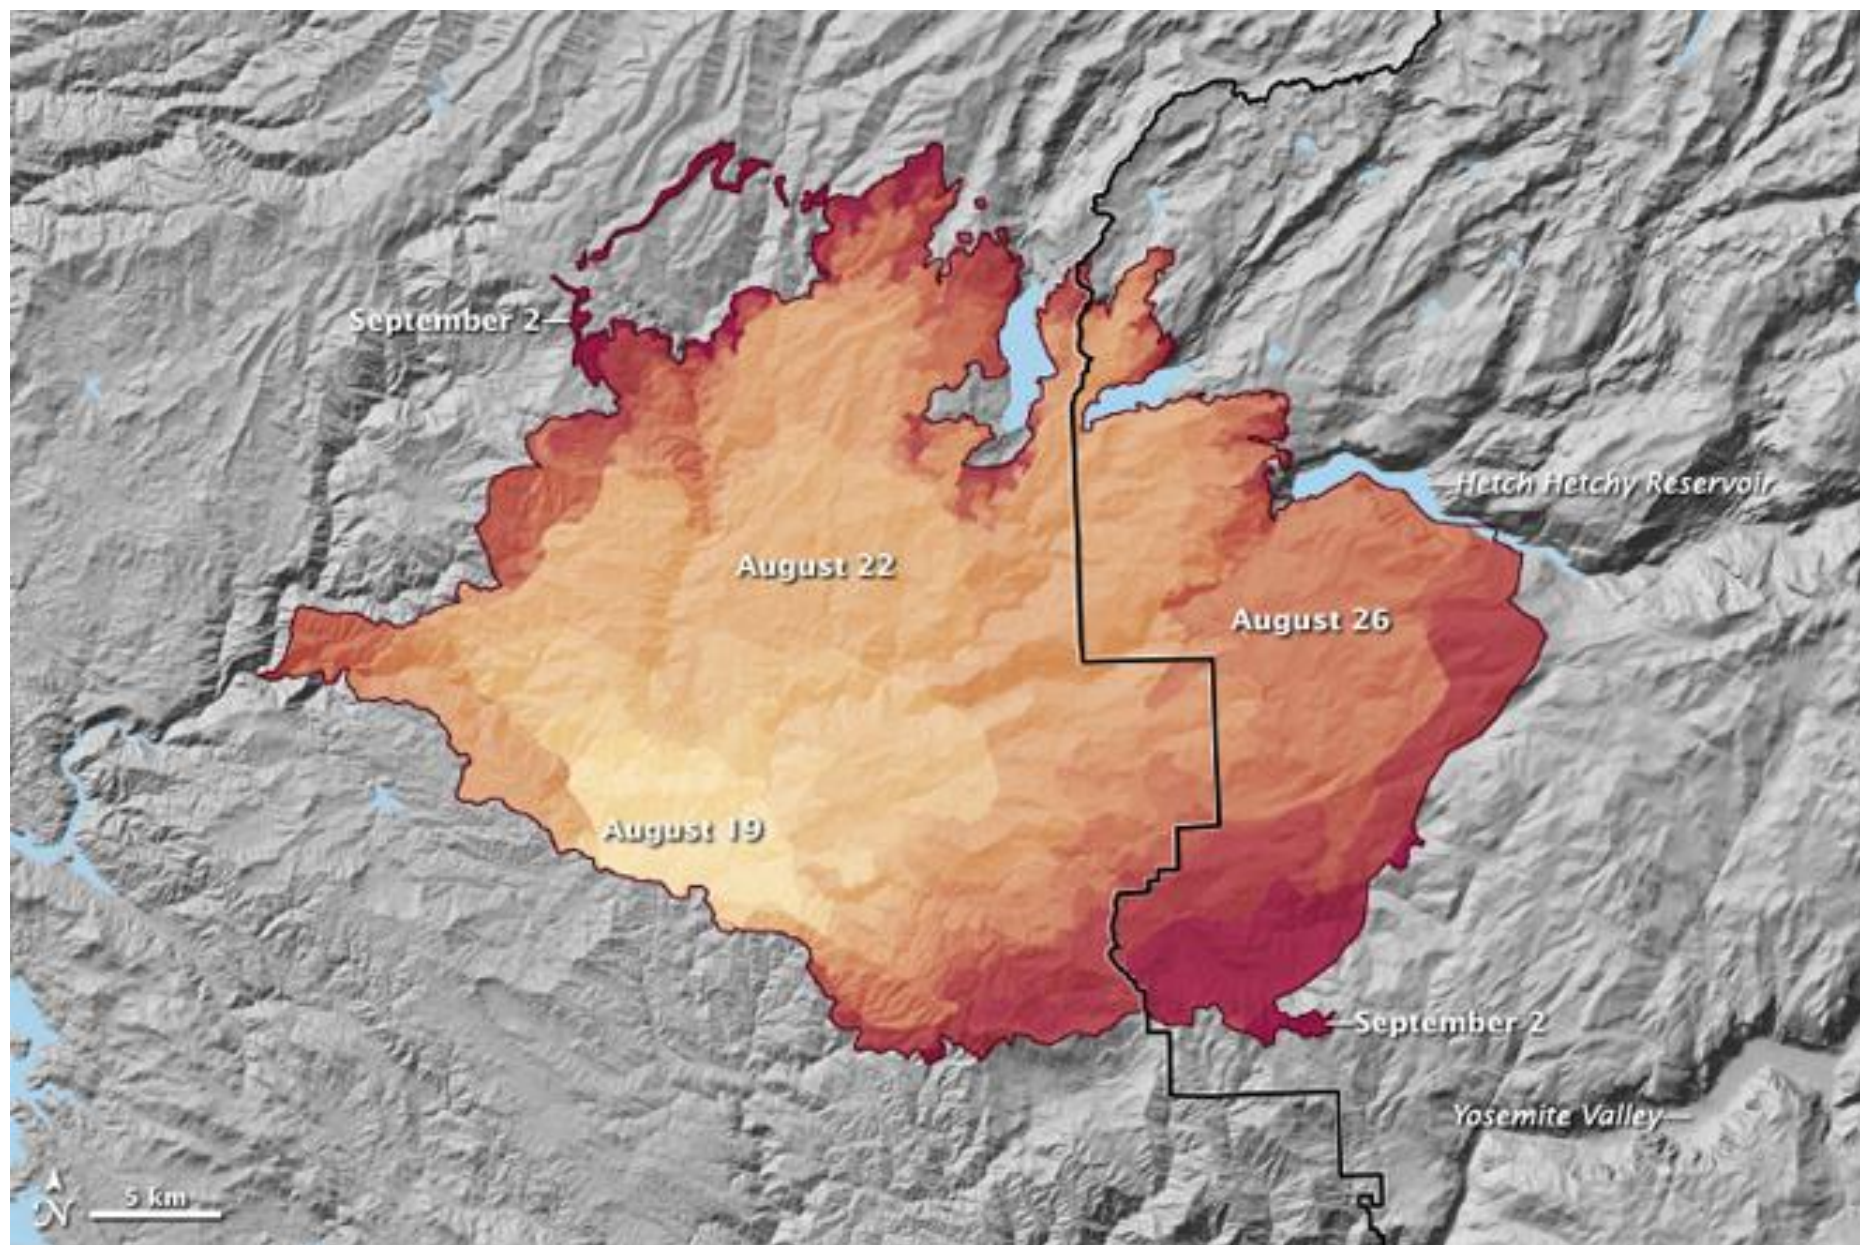 September 2
Hetch Hetchy Reservoir
August 22
August 26
August 19
September 2
Yosemite Valley
5 km
N